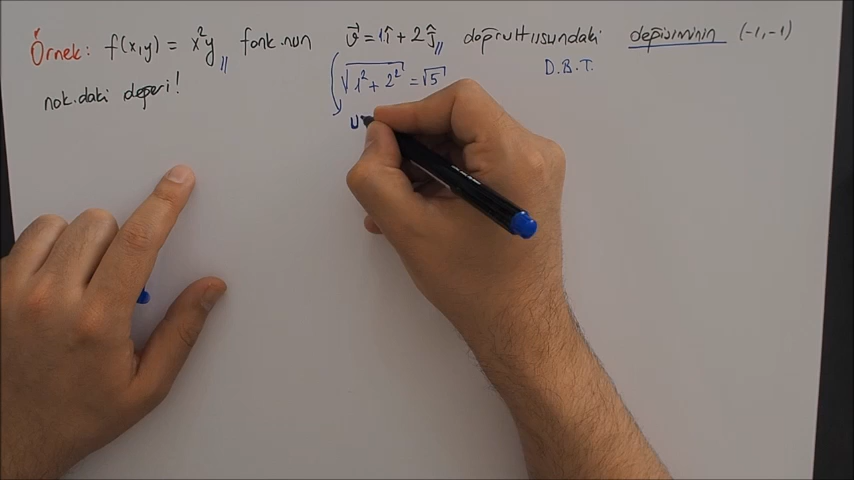 Örnek: f(x,y) = x²y,, fonk.nun v⃗ = 1î + 2ĵ,, doğrultusundaki değişiminin (-1,-1)
√1² + 2² = √5 D.B.T.
nok.daki değeri!
u